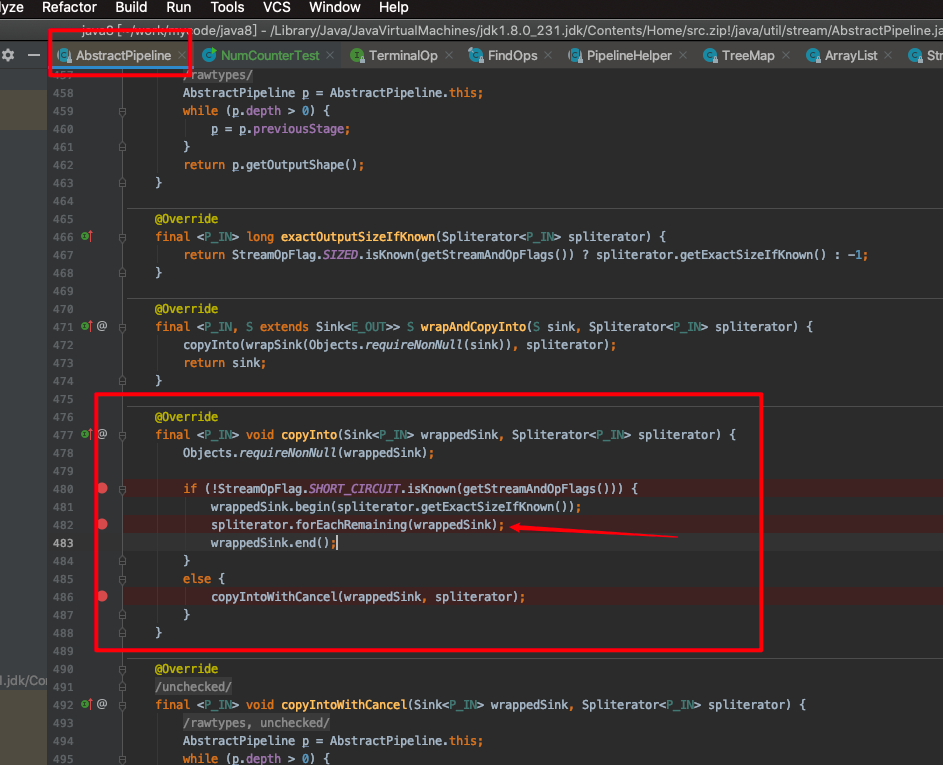 lyze Refactor Build Run Tools VCS Window Help
java8 [~/work/mycode/java8] - /Library/Java/JavaVirtualMachines/jdk1.8.0_231.jdk/Contents/Home/src.zip!/java/util/stream/AbstractPipeline.ja
AbstractPipeline × NumCounterTest × TerminalOp × FindOps × PipelineHelper × TreeMap × ArrayList × Str
457 /rawtypes/
458 AbstractPipeline p = AbstractPipeline.this;
459 while (p.depth > 0) {
460 p = p.previousStage;
461 }
462 return p.getOutputShape();
463 }
464
465 @Override
466 final <P_IN> long exactOutputSizeIfKnown(Spliterator<P_IN> spliterator) {
467 return StreamOpFlag.SIZED.isKnown(getStreamAndOpFlags()) ? spliterator.getExactSizeIfKnown() : -1;
468 }
469
470 @Override
471 @ final <P_IN, S extends Sink<E_OUT>> S wrapAndCopyInto(S sink, Spliterator<P_IN> spliterator) {
472 copyInto(wrapSink(Objects.requireNonNull(sink)), spliterator);
473 return sink;
474 }
475
476 @Override
477 @ final <P_IN> void copyInto(Sink<P_IN> wrappedSink, Spliterator<P_IN> spliterator) {
478 Objects.requireNonNull(wrappedSink);
479
480 if (!StreamOpFlag.SHORT_CIRCUIT.isKnown(getStreamAndOpFlags())) {
481 wrappedSink.begin(spliterator.getExactSizeIfKnown());
482 spliterator.forEachRemaining(wrappedSink);
483 wrappedSink.end();
484 }
485 else {
486 copyIntoWithCancel(wrappedSink, spliterator);
487 }
488 }
489
490 @Override
l.jdk/Con 491 /unchecked/
492 @ final <P_IN> void copyIntoWithCancel(Sink<P_IN> wrappedSink, Spliterator<P_IN> spliterator) {
493 /rawtypes, unchecked/
494 AbstractPipeline p = AbstractPipeline.this;
495 while (p.depth > 0) {